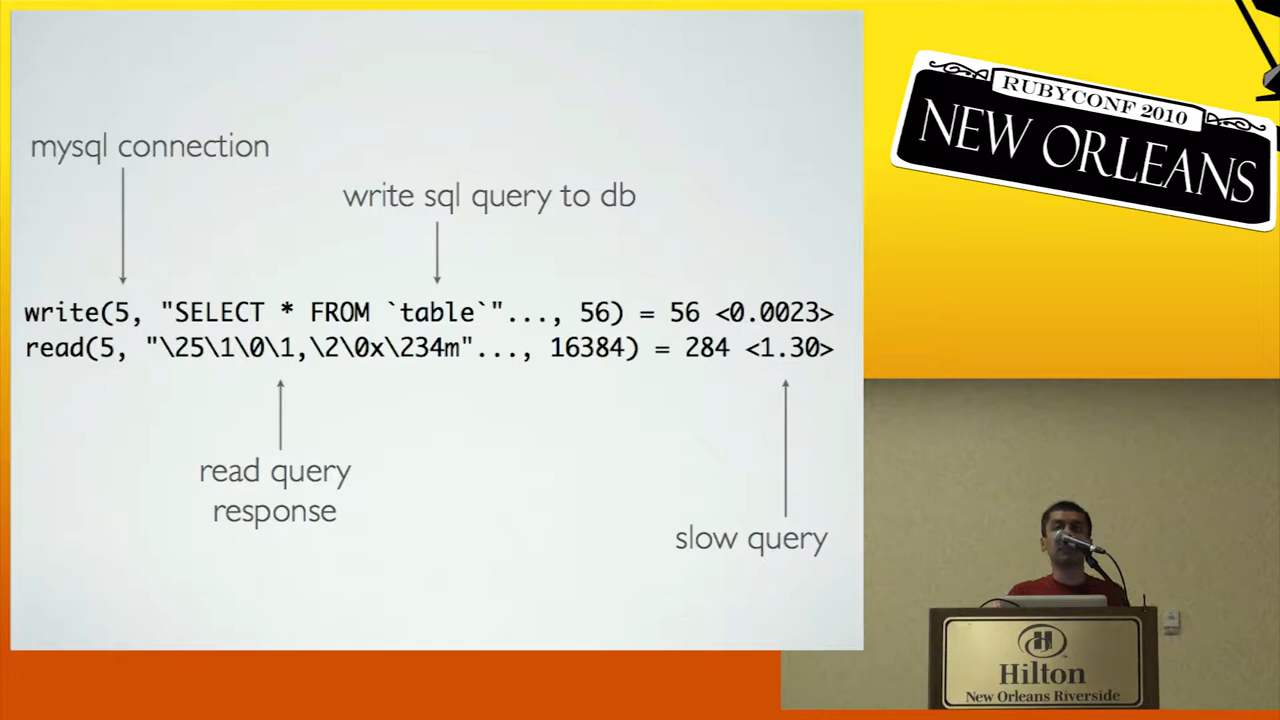 mysql connection
write sql query to db
write(5, "SELECT * FROM `table`"..., 56) = 56 <0.0023>
read(5, "\25\1\0\1,\2\0x\234m"..., 16384) = 284 <1.30>
read query
response
slow query
RUBYCONF 2010
NEW ORLEANS
H
Hilton
New Orleans Riverside